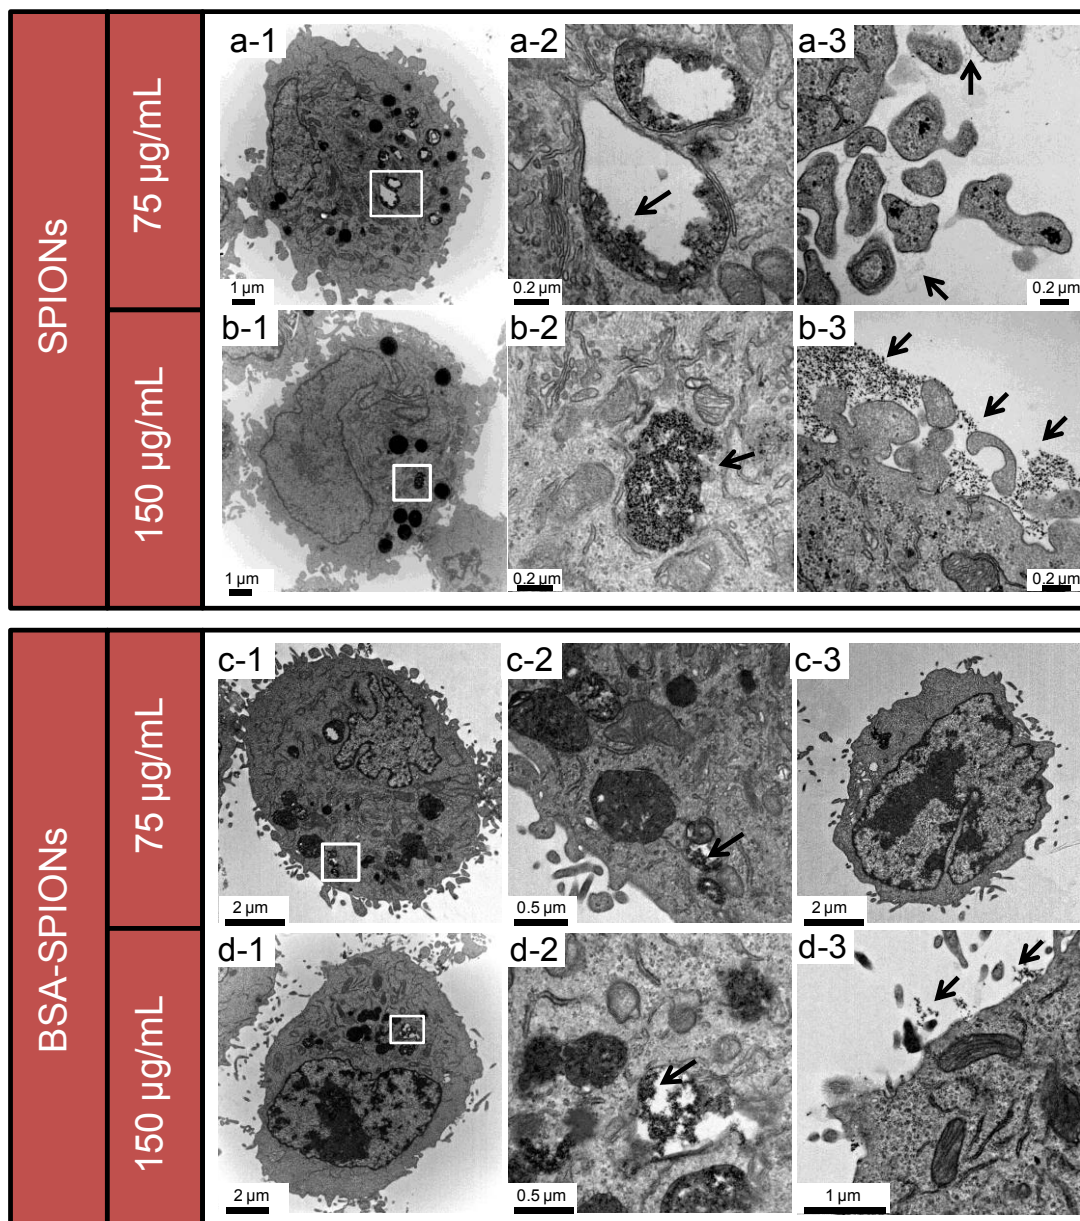 SPIONs
75 µg/mL
a-1
1 µm
a-2
0.2 µm
a-3
0.2 µm
150 µg/mL
b-1
1 µm
b-2
0.2 µm
b-3
0.2 µm
BSA-SPIONs
75 µg/mL
c-1
2 µm
c-2
0.5 µm
c-3
2 µm
150 µg/mL
d-1
2 µm
d-2
0.5 µm
d-3
1 µm